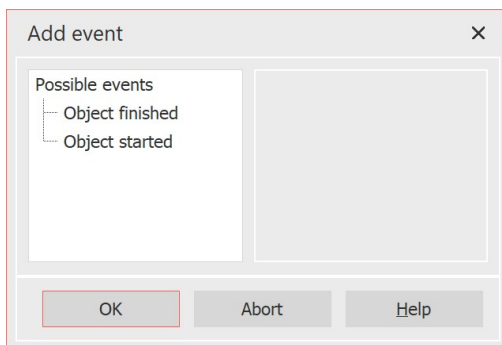 Add event
Possible events
Object finished
Object started
OK
Abort
Help